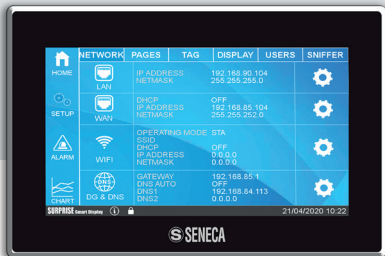 NETWORK PAGES TAG DISPLAY USERS SNIFFER
HOME
LAN
IP ADDRESS 192.168.90.104
NETMASK 255.255.255.0
SETUP
WAN
DHCP OFF
IP ADDRESS 192.168.85.104
NETMASK 255.255.252.0
ALARM
WIFI
OPERATING MODE STA
SSID
DHCP OFF
IP ADDRESS 0.0.0.0
NETMASK 0.0.0.0
CHART
DNS
DG & DNS
GATEWAY 192.168.85.1
DNS AUTO OFF
DNS1 192.168.84.113
DNS2 0.0.0.0
SURPRISE Smart Display 21/04/2020 10:22
SENECA